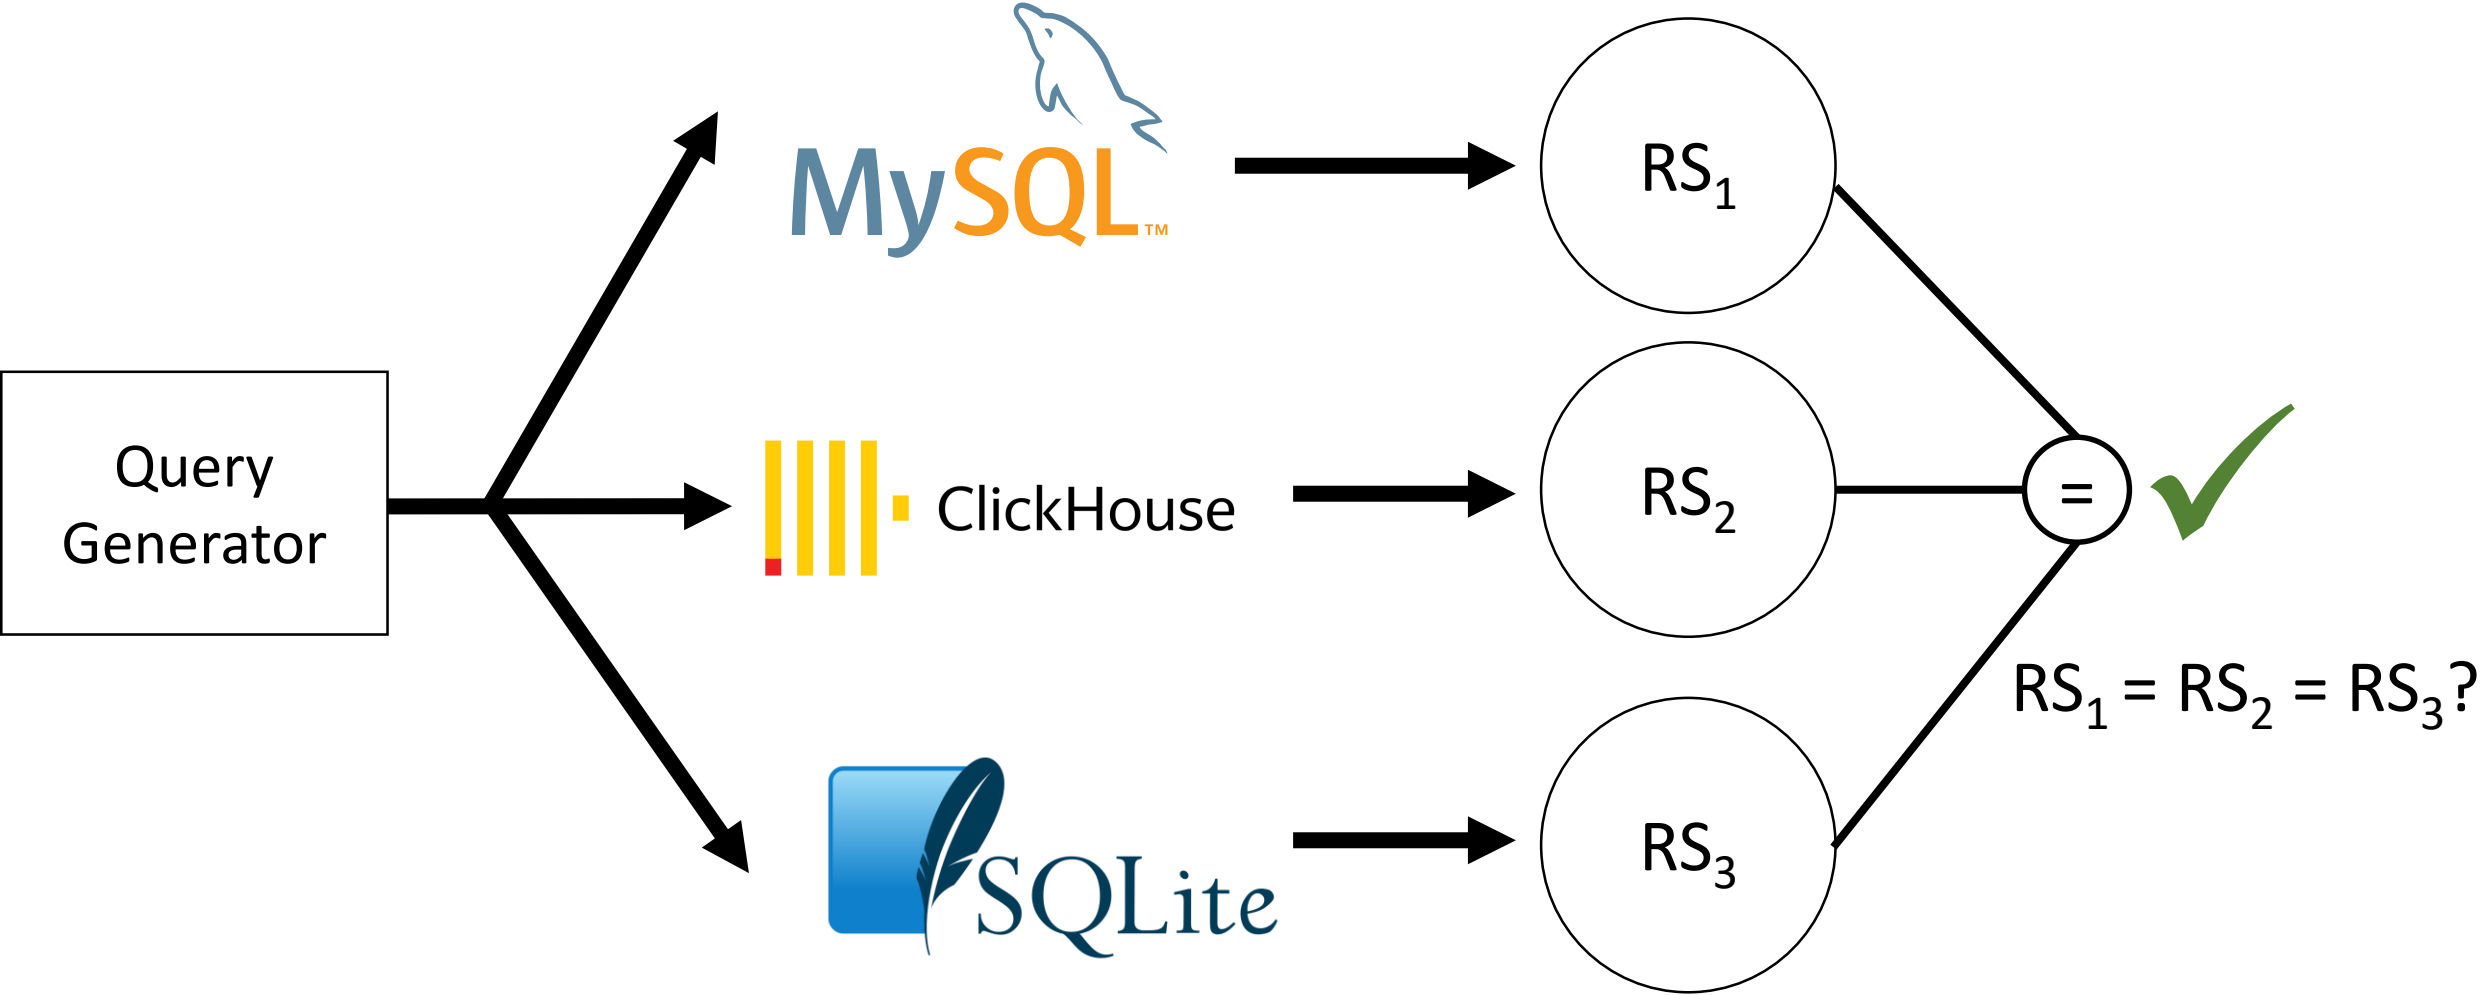 Query
Generator
MySQL™
ClickHouse
SQLite
RS₁
RS₂
RS₃
=
RS₁ = RS₂ = RS₃?